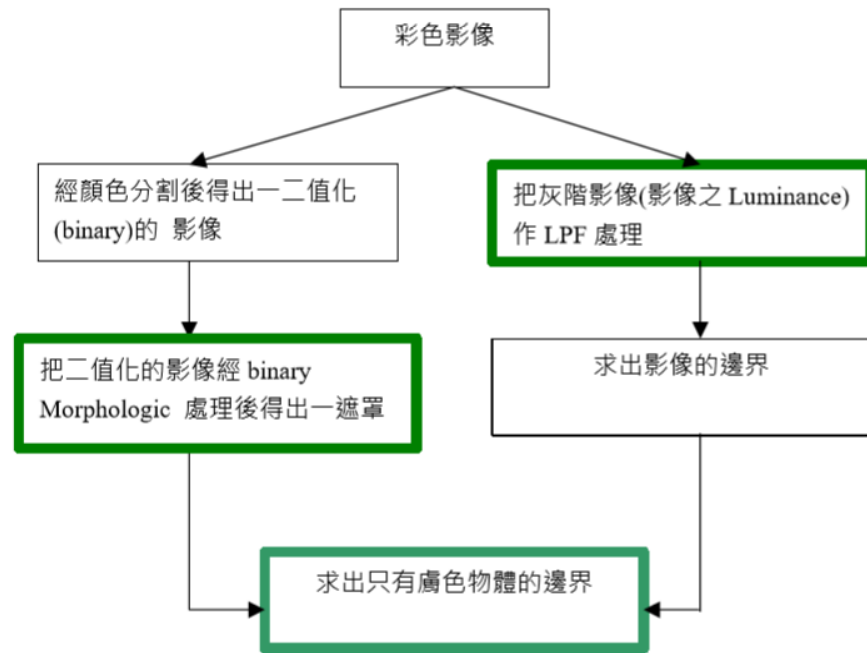 彩色影像
經顏色分割後得出一二值化
(binary)的 影像
把灰階影像(影像之 Luminance)
作 LPF 處理
把二值化的影像經 binary
Morphologic 處理後得出一遮罩
求出影像的邊界
求出只有膚色物體的邊界